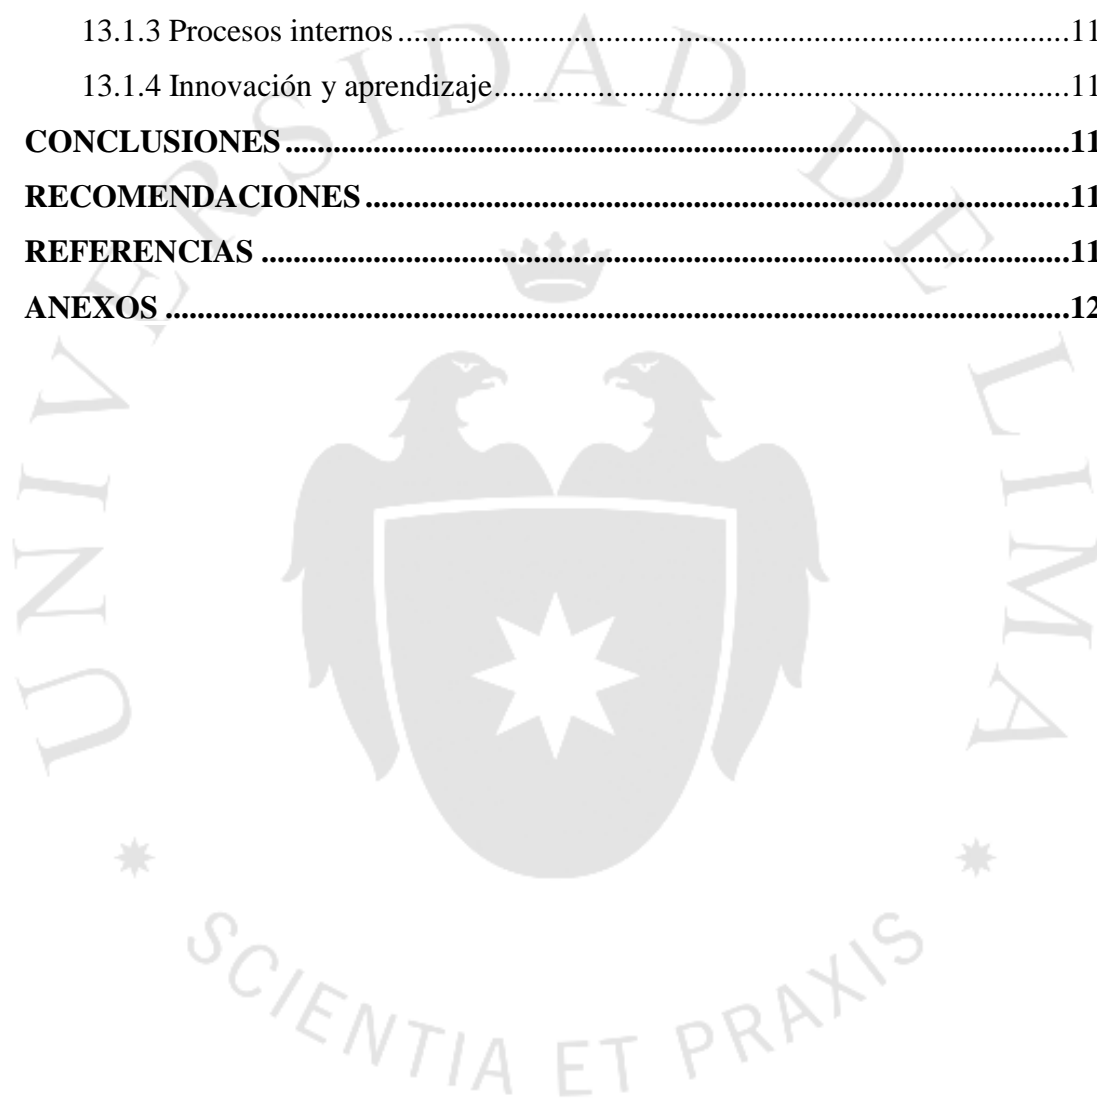 13.1.3 Procesos internos ........................................................................................ 11
13.1.4 Innovación y aprendizaje ........................................................................... 11
CONCLUSIONES ..................................................................................................... 11
RECOMENDACIONES ........................................................................................... 11
REFERENCIAS ........................................................................................................ 11
ANEXOS .................................................................................................................... 12
UNIVERSIDAD DE LIMA
SCIENTIA ET PRAXIS